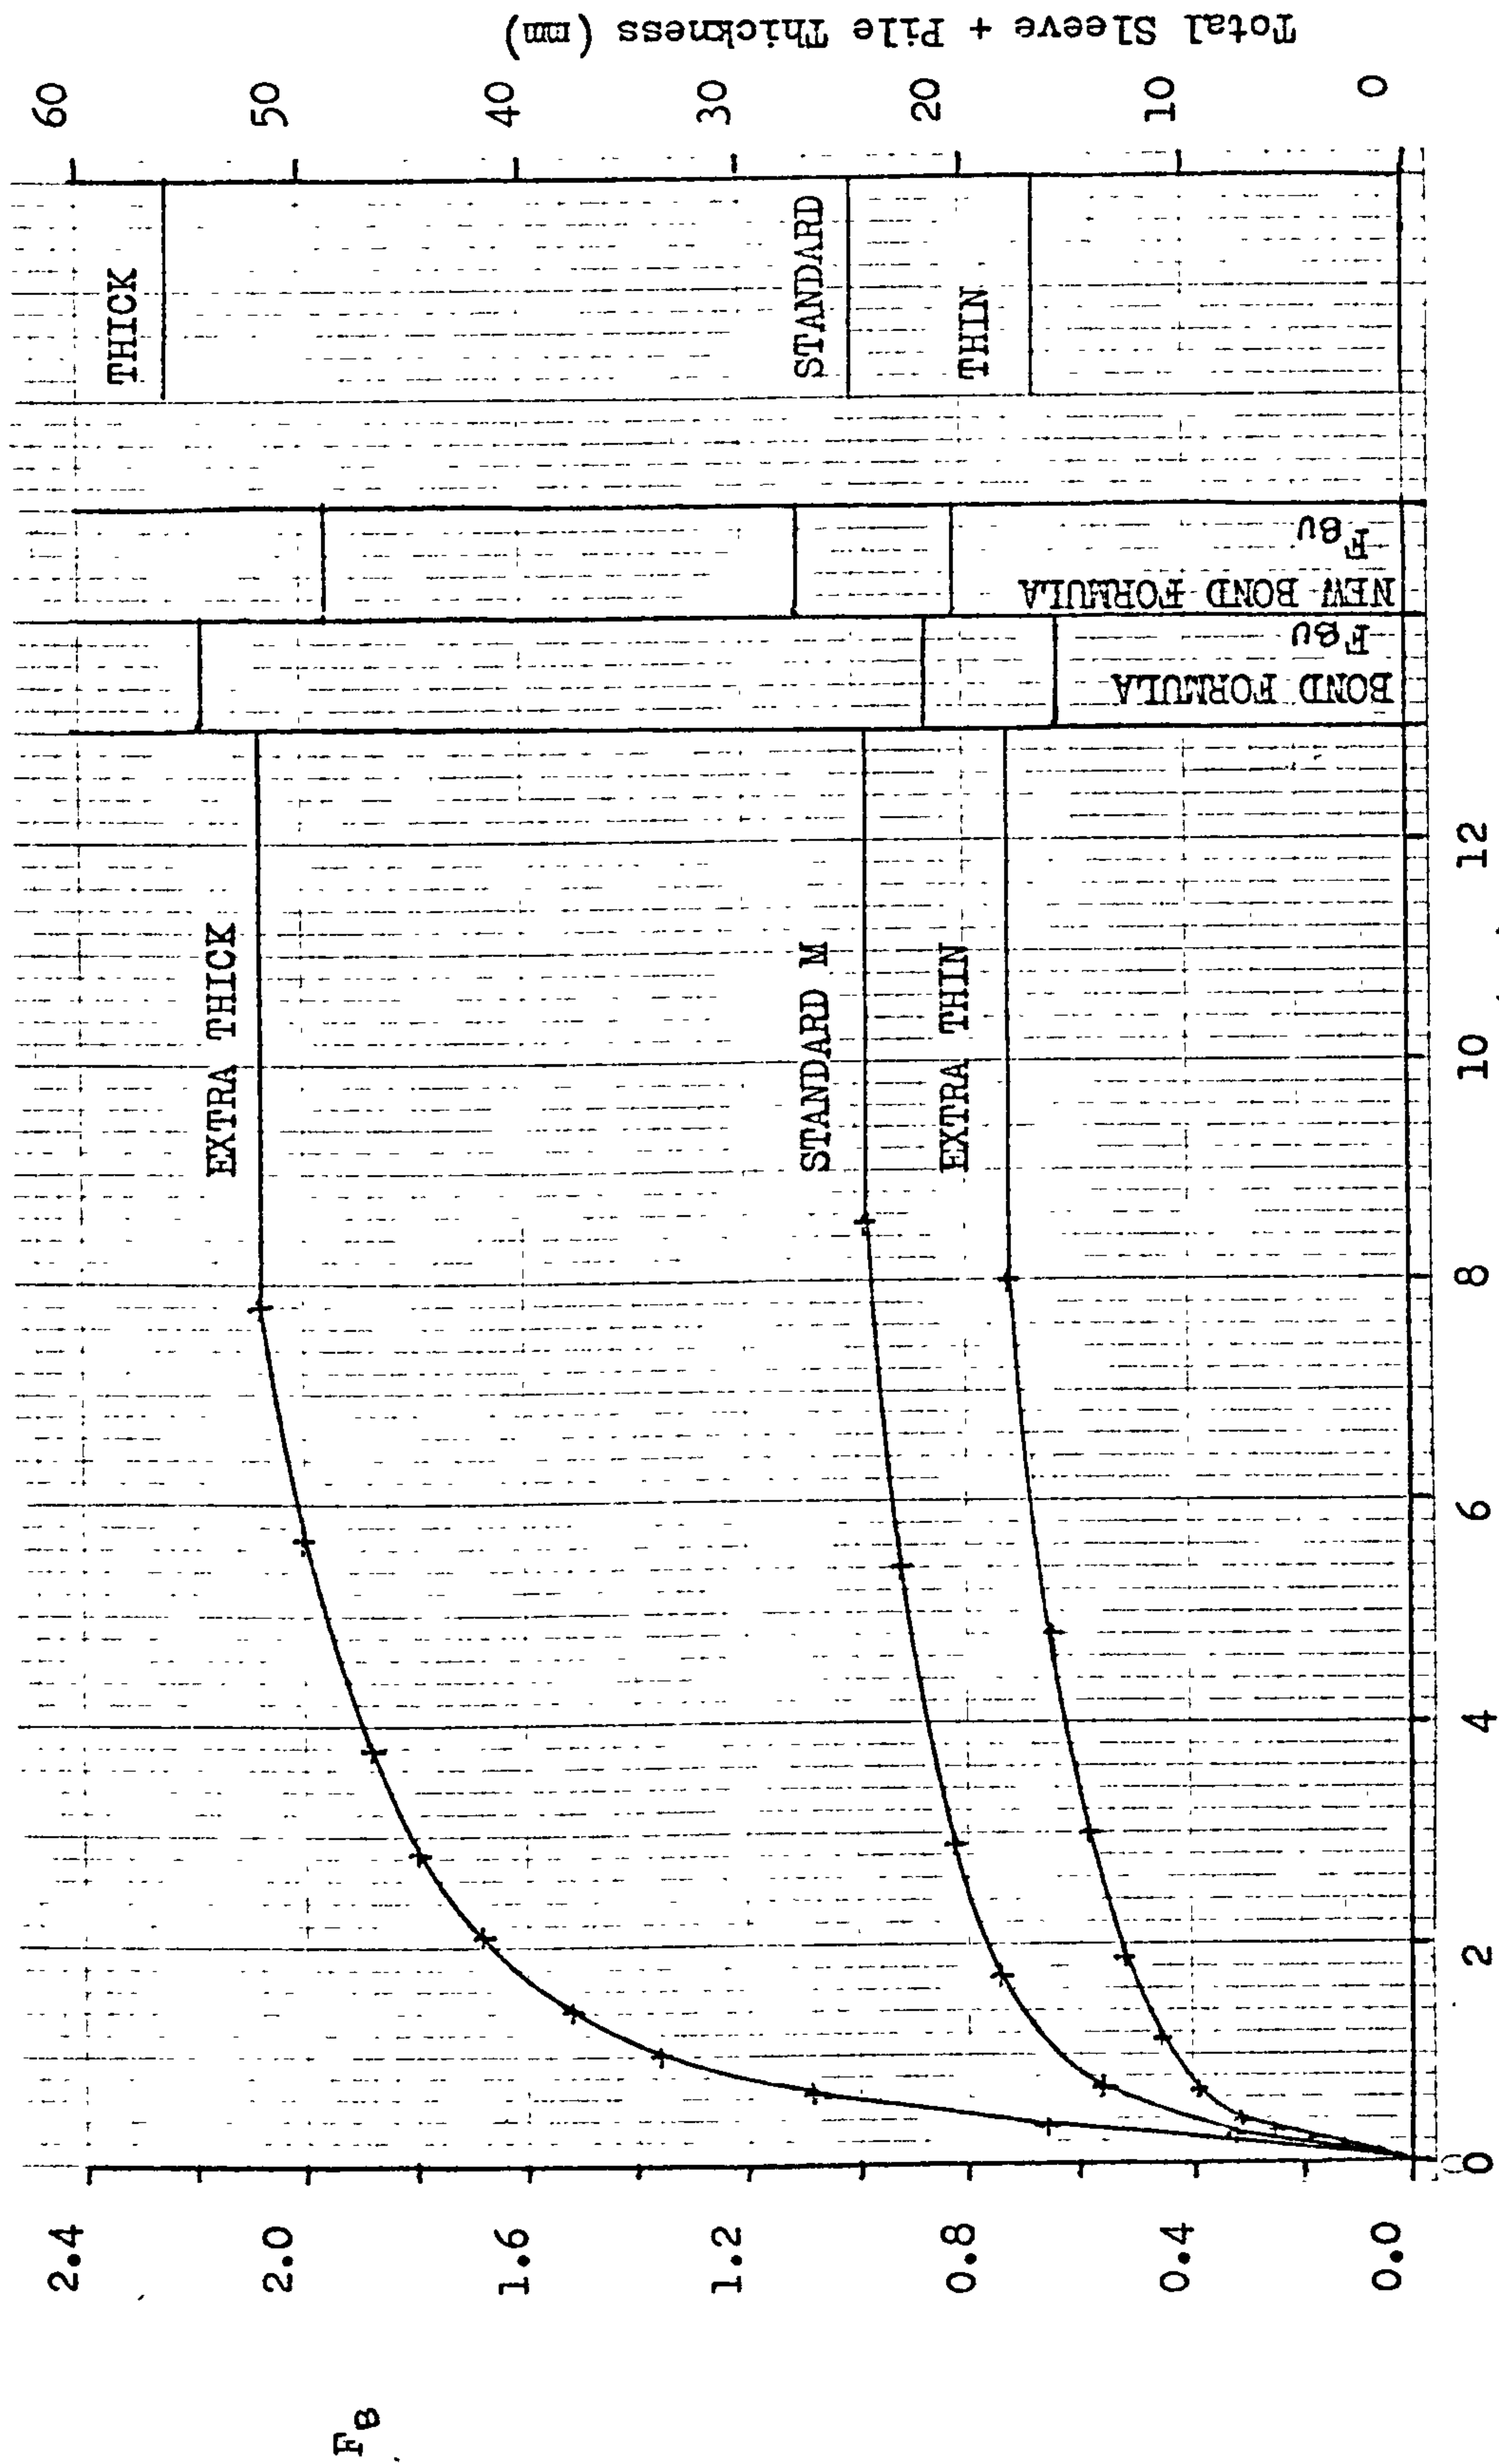 F_B
2.4
2.0
1.6
1.2
0.8
0.4
0.0
0
2
4
6
8
10
12
EXTRA THICK
STANDARD M
EXTRA THIN
BOND FORMULA
F_BU
NEW BOND FORMULA
F_BU
THICK
STANDARD
THIN
60
50
40
30
20
10
0
Total Sleeve + Pile Thickness (mm)